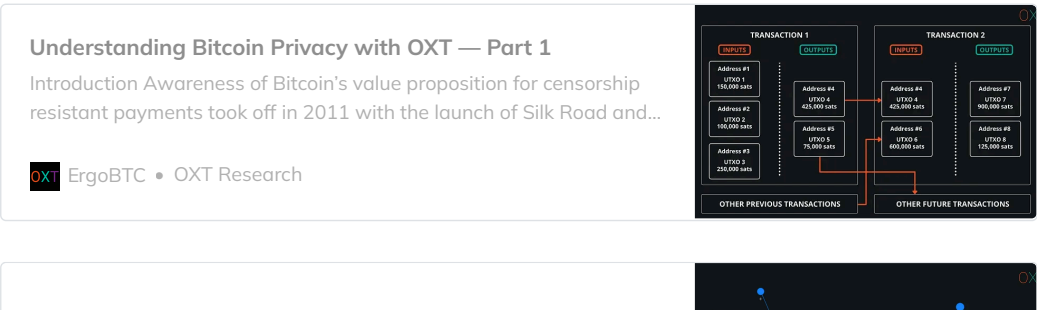 Understanding Bitcoin Privacy with OXT — Part 1
Introduction Awareness of Bitcoin's value proposition for censorship
resistant payments took off in 2011 with the launch of Silk Road and...
OXT ErgoBTC • OXT Research
OX
TRANSACTION 1
INPUTS
OUTPUTS
Address #1
UTXO 1
150,000 sats
Address #2
UTXO 2
100,000 sats
Address #3
UTXO 3
250,000 sats
Address #4
UTXO 4
425,000 sats
Address #5
UTXO 5
75,000 sats
TRANSACTION 2
INPUTS
OUTPUTS
Address #4
UTXO 4
425,000 sats
Address #6
UTXO 6
600,000 sats
Address #7
UTXO 7
900,000 sats
Address #8
UTXO 8
125,000 sats
OTHER PREVIOUS TRANSACTIONS
OTHER FUTURE TRANSACTIONS
OX